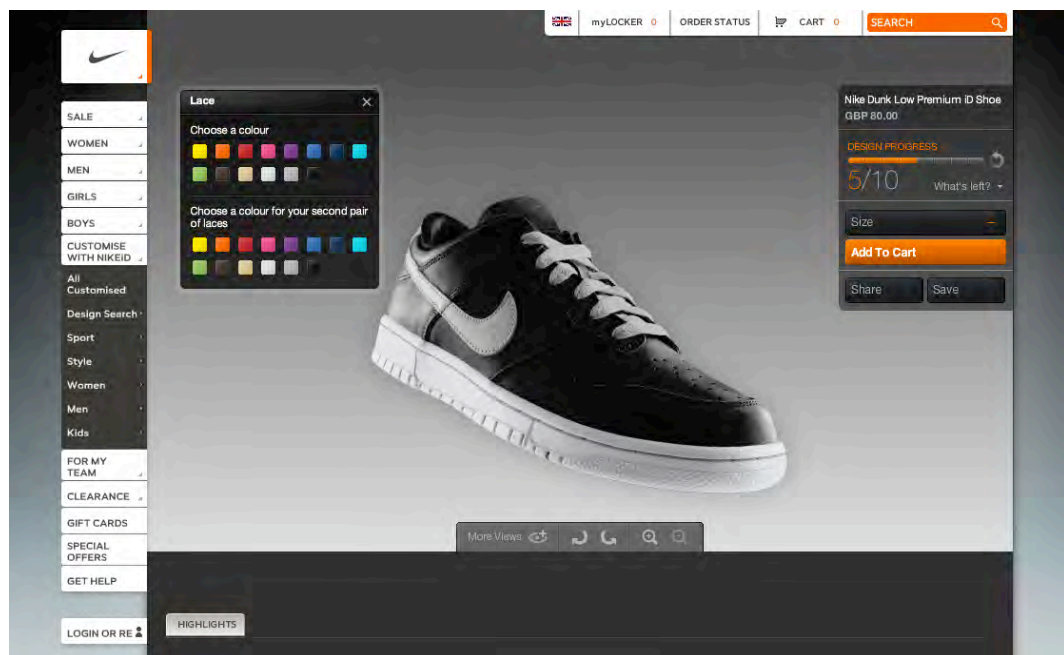 myLOCKER 0
ORDER STATUS
CART 0
SEARCH
SALE
WOMEN
MEN
GIRLS
BOYS
CUSTOMISE
WITH NIKEiD
All
Customised
Design Search
Sport
Style
Women
Men
Kids
FOR MY
TEAM
CLEARANCE
GIFT CARDS
SPECIAL
OFFERS
GET HELP
LOGIN OR RE
Lace
Choose a colour
Choose a colour for your second pair
of laces
Nike Dunk Low Premium iD Shoe
GBP 80.00
DESIGN PROGRESS
5/10
What's left?
Size
Add To Cart
Share
Save
More Views
HIGHLIGHTS